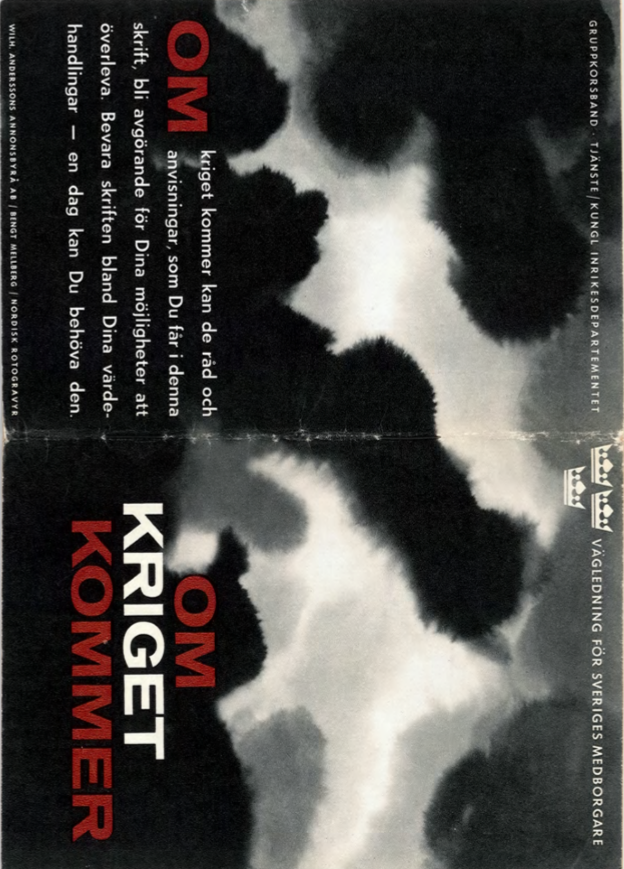 GRUPPKORSBAND · TJÄNSTE/KUNGL INRIKESDEPARTEMENTET
OM kriget kommer kan de råd och
anvisningar, som Du får i denna
skrift, bli avgörande för Dina möjligheter att
överleva. Bevara skriften bland Dina värde-
handlingar — en dag kan Du behöva den.
WILH. ANDERSSONS ANNONSBYRÅ AB / BENGT MELLBERG / NORDISK ROTOGRAVYR
VÄGLEDNING FÖR SVERIGES MEDBORGARE
OM
KRIGET
KOMMER